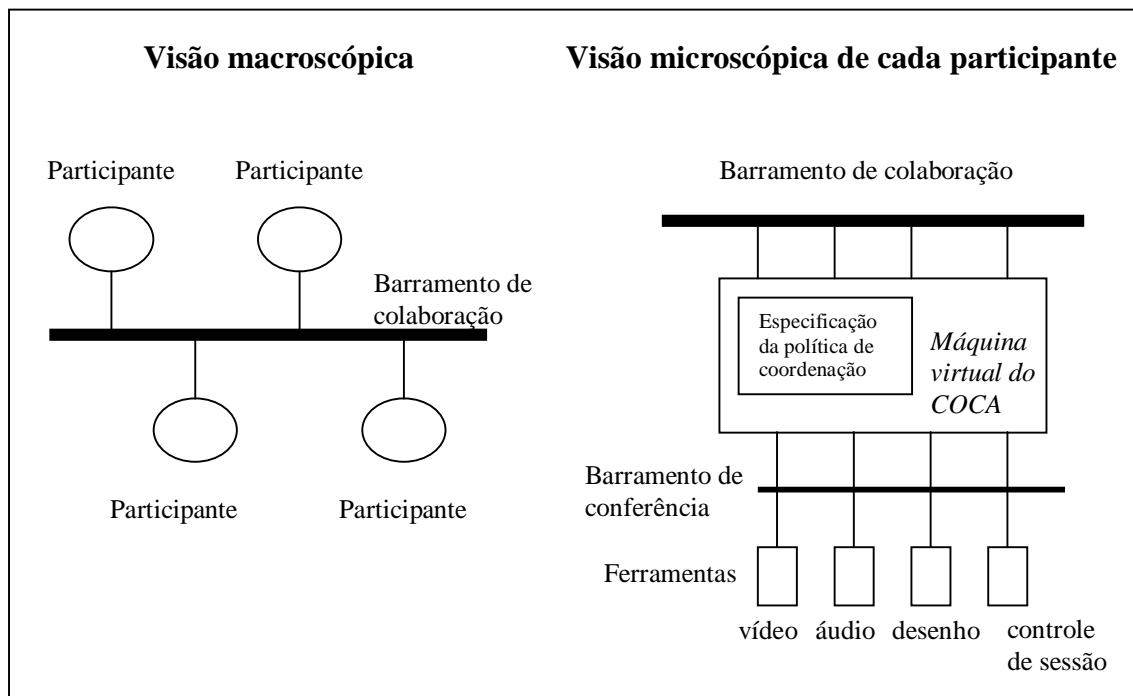 Visão macroscópica
Participante
Participante
Barramento de
colaboração
Participante
Participante
Visão microscópica de cada participante
Barramento de colaboração
Especificação
da política de
coordenação
Máquina
virtual do
COCA
Barramento de
conferência
Ferramentas
vídeo
áudio
desenho
controle
de sessão